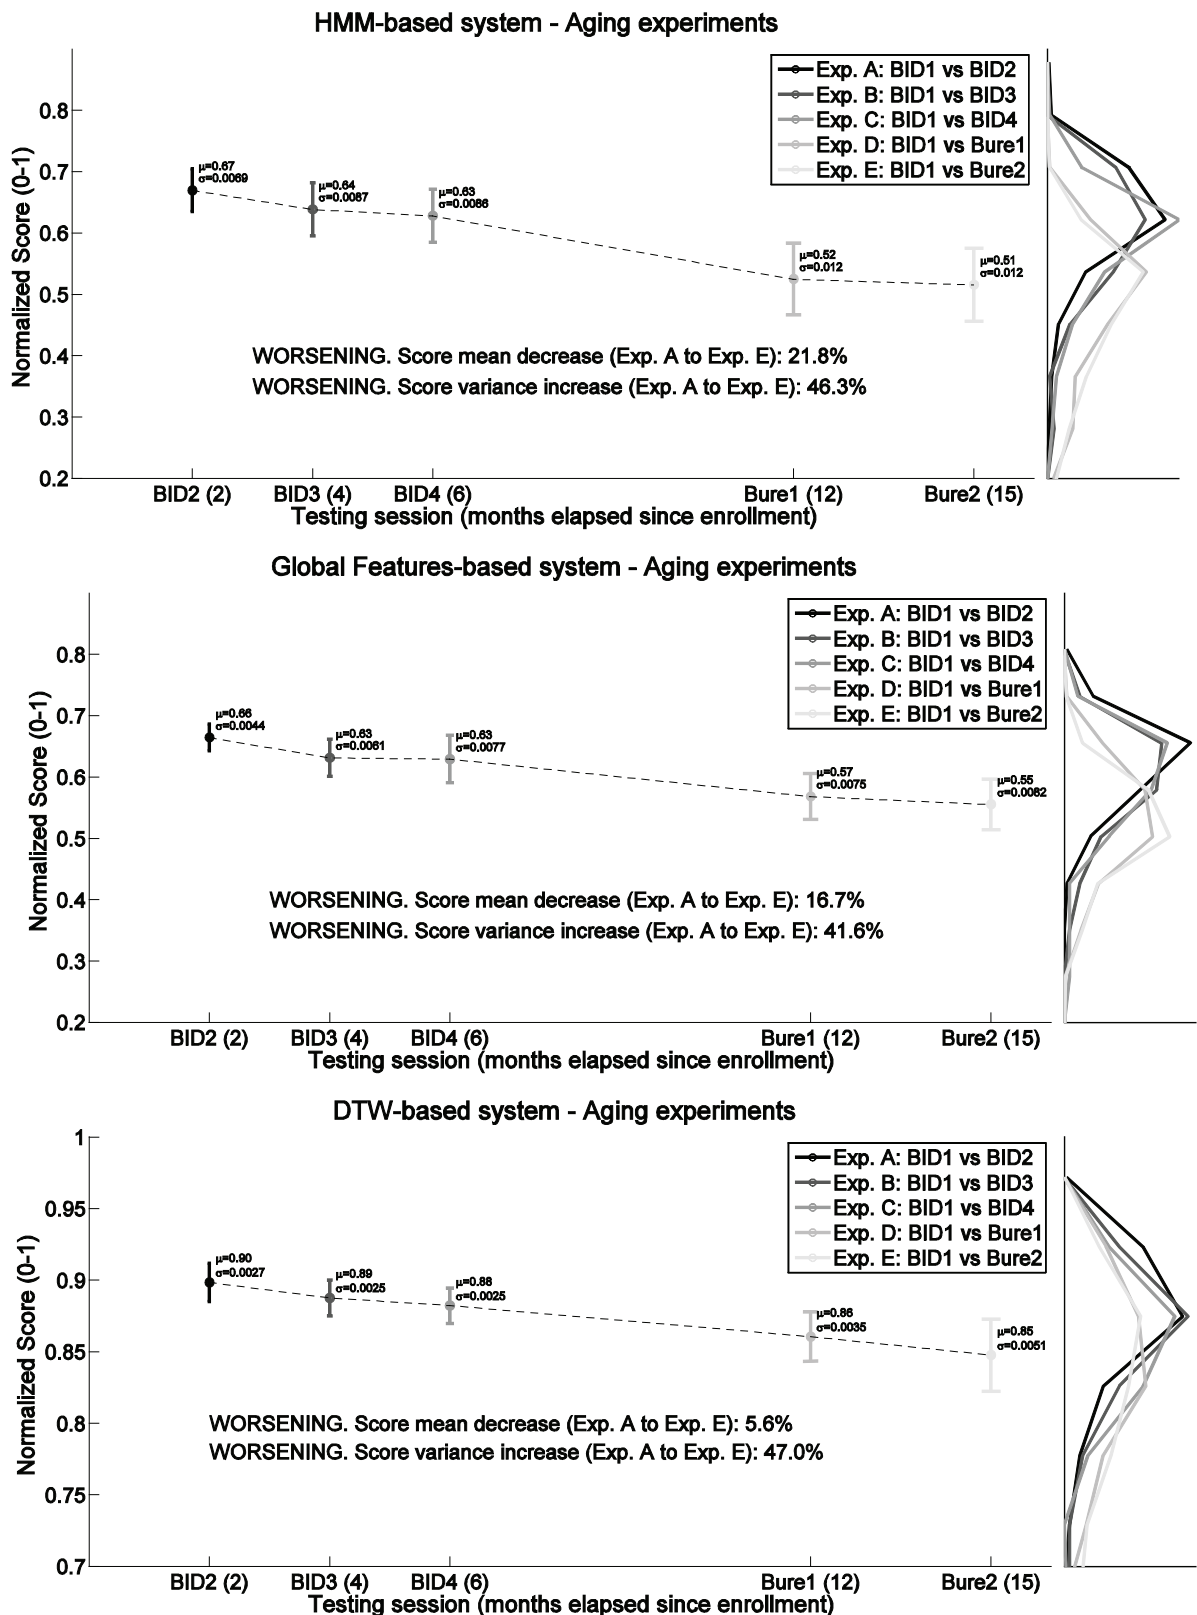 HMM-based system - Aging experiments
Exp. A: BID1 vs BID2
Exp. B: BID1 vs BID3
Exp. C: BID1 vs BID4
Exp. D: BID1 vs Bure1
Exp. E: BID1 vs Bure2
Normalized Score (0-1)
0.8
0.7
0.6
0.5
0.4
0.3
0.2
μ=0.67
σ=0.0069
μ=0.64
σ=0.0087
μ=0.63
σ=0.0086
μ=0.52
σ=0.012
μ=0.51
σ=0.012
WORSENING. Score mean decrease (Exp. A to Exp. E): 21.8%
WORSENING. Score variance increase (Exp. A to Exp. E): 46.3%
BID2 (2) BID3 (4) BID4 (6) Bure1 (12) Bure2 (15)
Testing session (months elapsed since enrollment)
Global Features-based system - Aging experiments
Exp. A: BID1 vs BID2
Exp. B: BID1 vs BID3
Exp. C: BID1 vs BID4
Exp. D: BID1 vs Bure1
Exp. E: BID1 vs Bure2
Normalized Score (0-1)
0.8
0.7
0.6
0.5
0.4
0.3
0.2
μ=0.66
σ=0.0044
μ=0.63
σ=0.0061
μ=0.63
σ=0.0077
μ=0.57
σ=0.0075
μ=0.55
σ=0.0082
WORSENING. Score mean decrease (Exp. A to Exp. E): 16.7%
WORSENING. Score variance increase (Exp. A to Exp. E): 41.6%
BID2 (2) BID3 (4) BID4 (6) Bure1 (12) Bure2 (15)
Testing session (months elapsed since enrollment)
DTW-based system - Aging experiments
Exp. A: BID1 vs BID2
Exp. B: BID1 vs BID3
Exp. C: BID1 vs BID4
Exp. D: BID1 vs Bure1
Exp. E: BID1 vs Bure2
Normalized Score (0-1)
1
0.95
0.9
0.85
0.8
0.75
0.7
μ=0.90
σ=0.0027
μ=0.89
σ=0.0025
μ=0.88
σ=0.0025
μ=0.86
σ=0.0035
μ=0.85
σ=0.0051
WORSENING. Score mean decrease (Exp. A to Exp. E): 5.6%
WORSENING. Score variance increase (Exp. A to Exp. E): 47.0%
BID2 (2) BID3 (4) BID4 (6) Bure1 (12) Bure2 (15)
Testing session (months elapsed since enrollment)